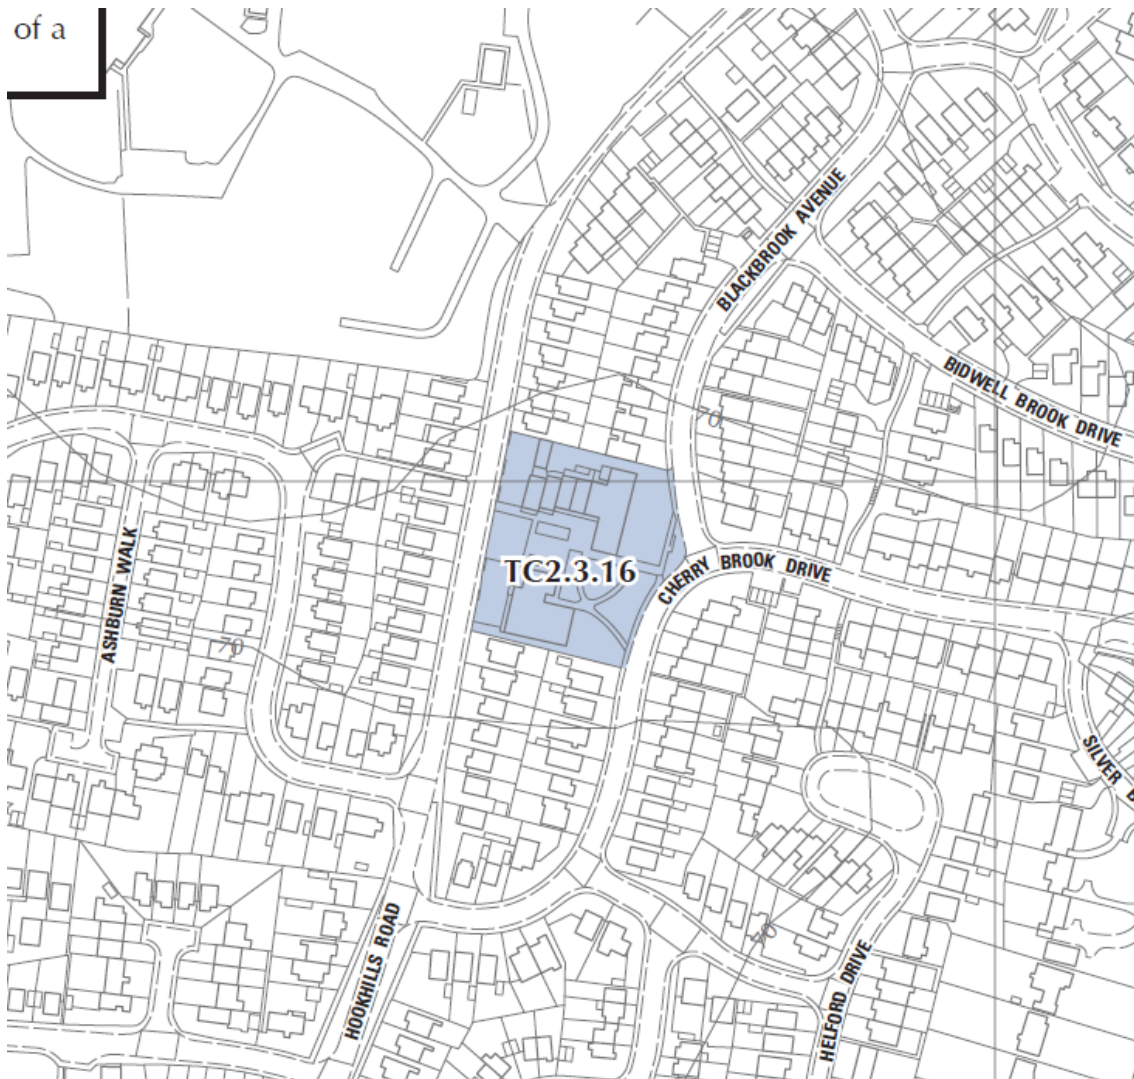 of a
BLACKBROOK AVENUE
BIDWELL BROOK DRIVE
70
TC2.3.16
CHERRY BROOK DRIVE
ASHBURN WALK
70
SILVER B
HOOKHILLS ROAD
70
HELFORD DRIVE